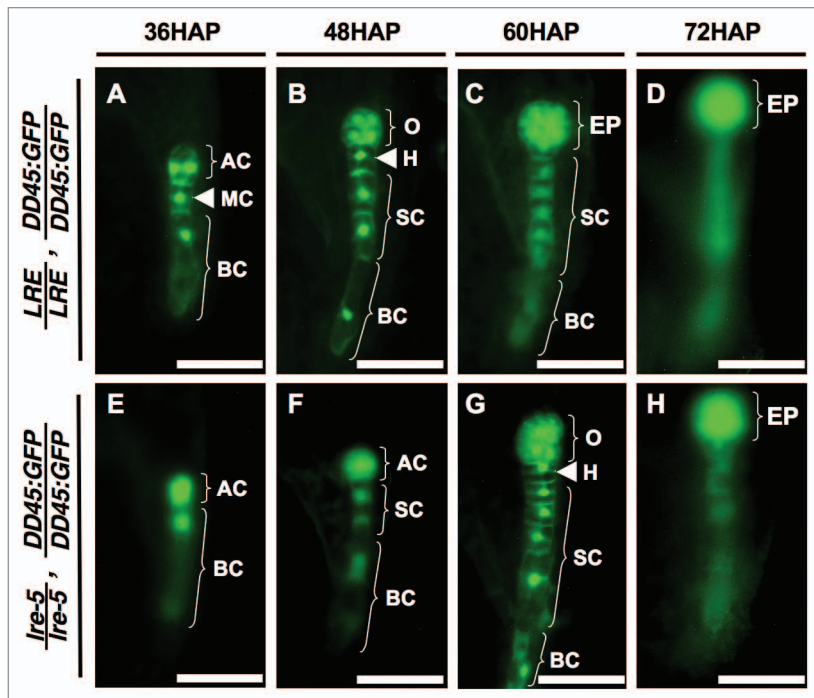 36HAP 48HAP 60HAP 72HAP
LRE/LRE, DD45:GFP/DD45:GFP
A
AC
MC
BC
B
O
H
SC
BC
C
EP
SC
BC
D
EP
lre-5/lre-5, DD45:GFP/DD45:GFP
E
AC
BC
F
AC
SC
BC
G
O
H
SC
BC
H
EP